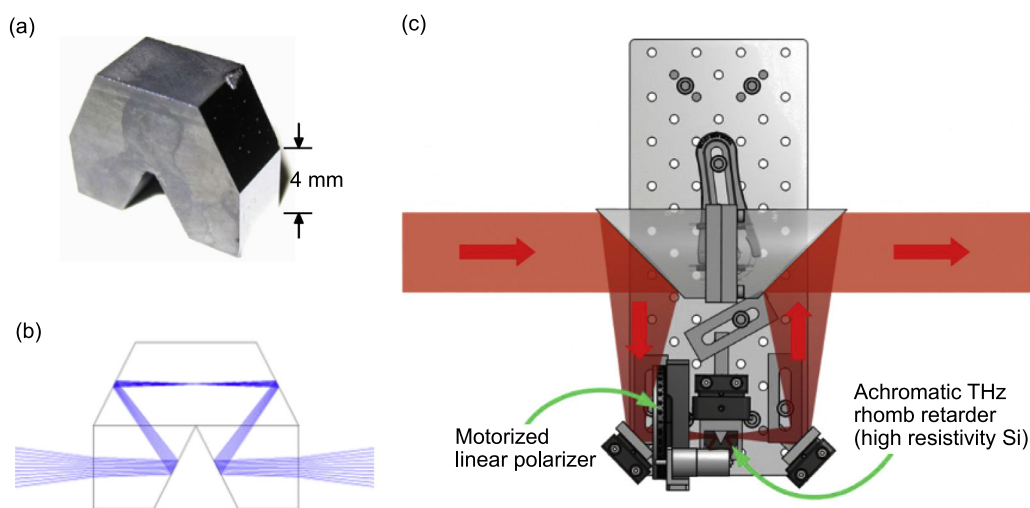 (a)
4 mm
(b)
(c)
Motorized
linear polarizer
Achromatic THz
rhomb retarder
(high resistivity Si)